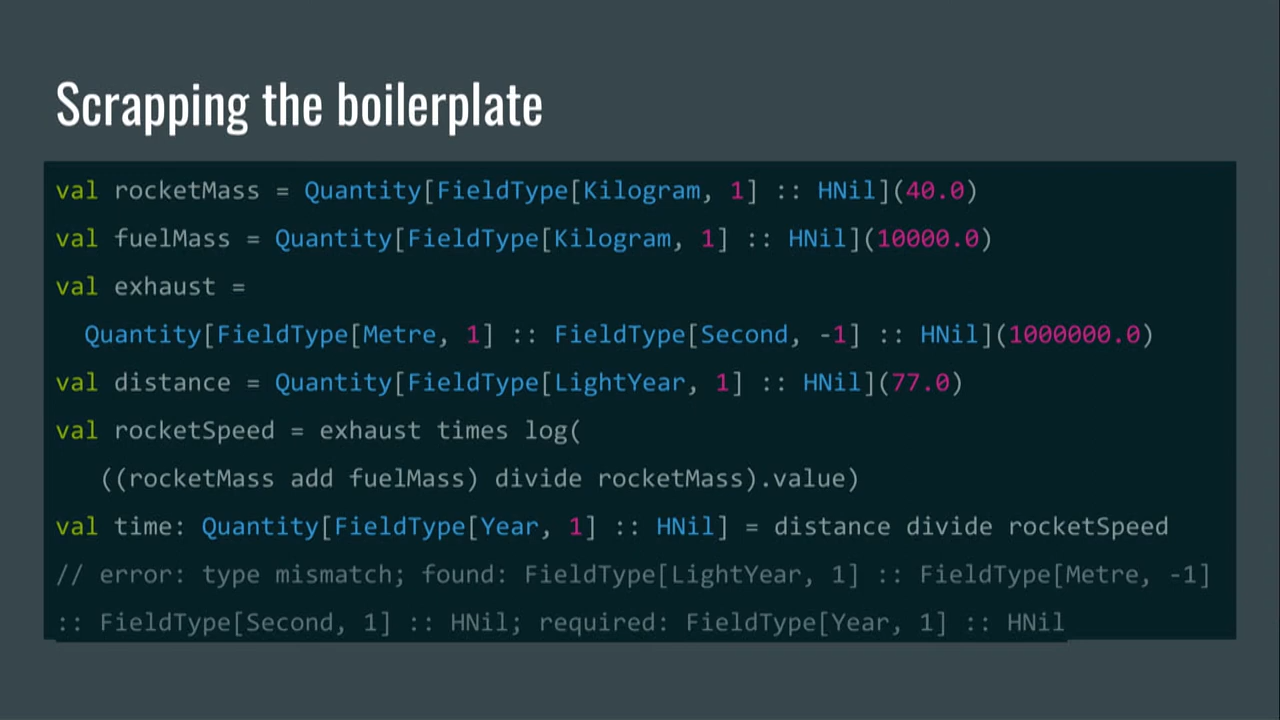 Scrapping the boilerplate
val rocketMass = Quantity[FieldType[Kilogram, 1] :: HNil](40.0)
val fuelMass = Quantity[FieldType[Kilogram, 1] :: HNil](10000.0)
val exhaust =
  Quantity[FieldType[Metre, 1] :: FieldType[Second, -1] :: HNil](1000000.0)
val distance = Quantity[FieldType[LightYear, 1] :: HNil](77.0)
val rocketSpeed = exhaust times log(
   ((rocketMass add fuelMass) divide rocketMass).value)
val time: Quantity[FieldType[Year, 1] :: HNil] = distance divide rocketSpeed
// error: type mismatch; found: FieldType[LightYear, 1] :: FieldType[Metre, -1]
:: FieldType[Second, 1] :: HNil; required: FieldType[Year, 1] :: HNil